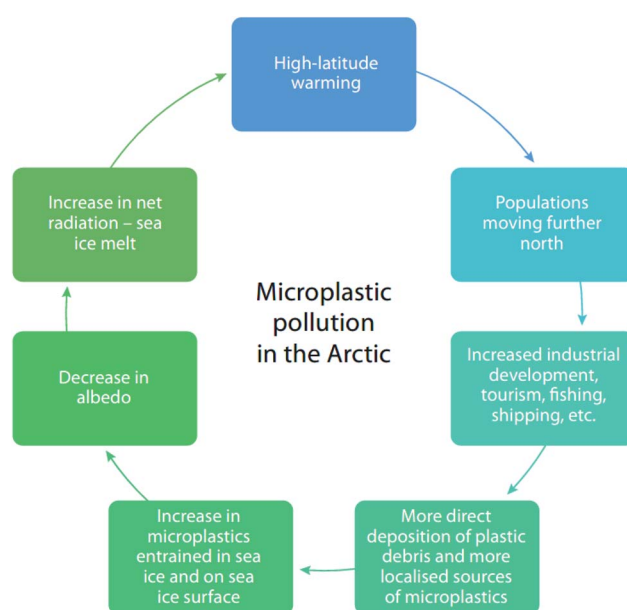 High-latitude
warming
Populations
moving further
north
Increased industrial
development,
tourism, fishing,
shipping, etc.
More direct
deposition of plastic
debris and more
localised sources
of microplastics
Increase in
microplastics
entrained in sea
ice and on sea
ice surface
Decrease in
albedo
Increase in net
radiation – sea
ice melt
Microplastic
pollution
in the Arctic